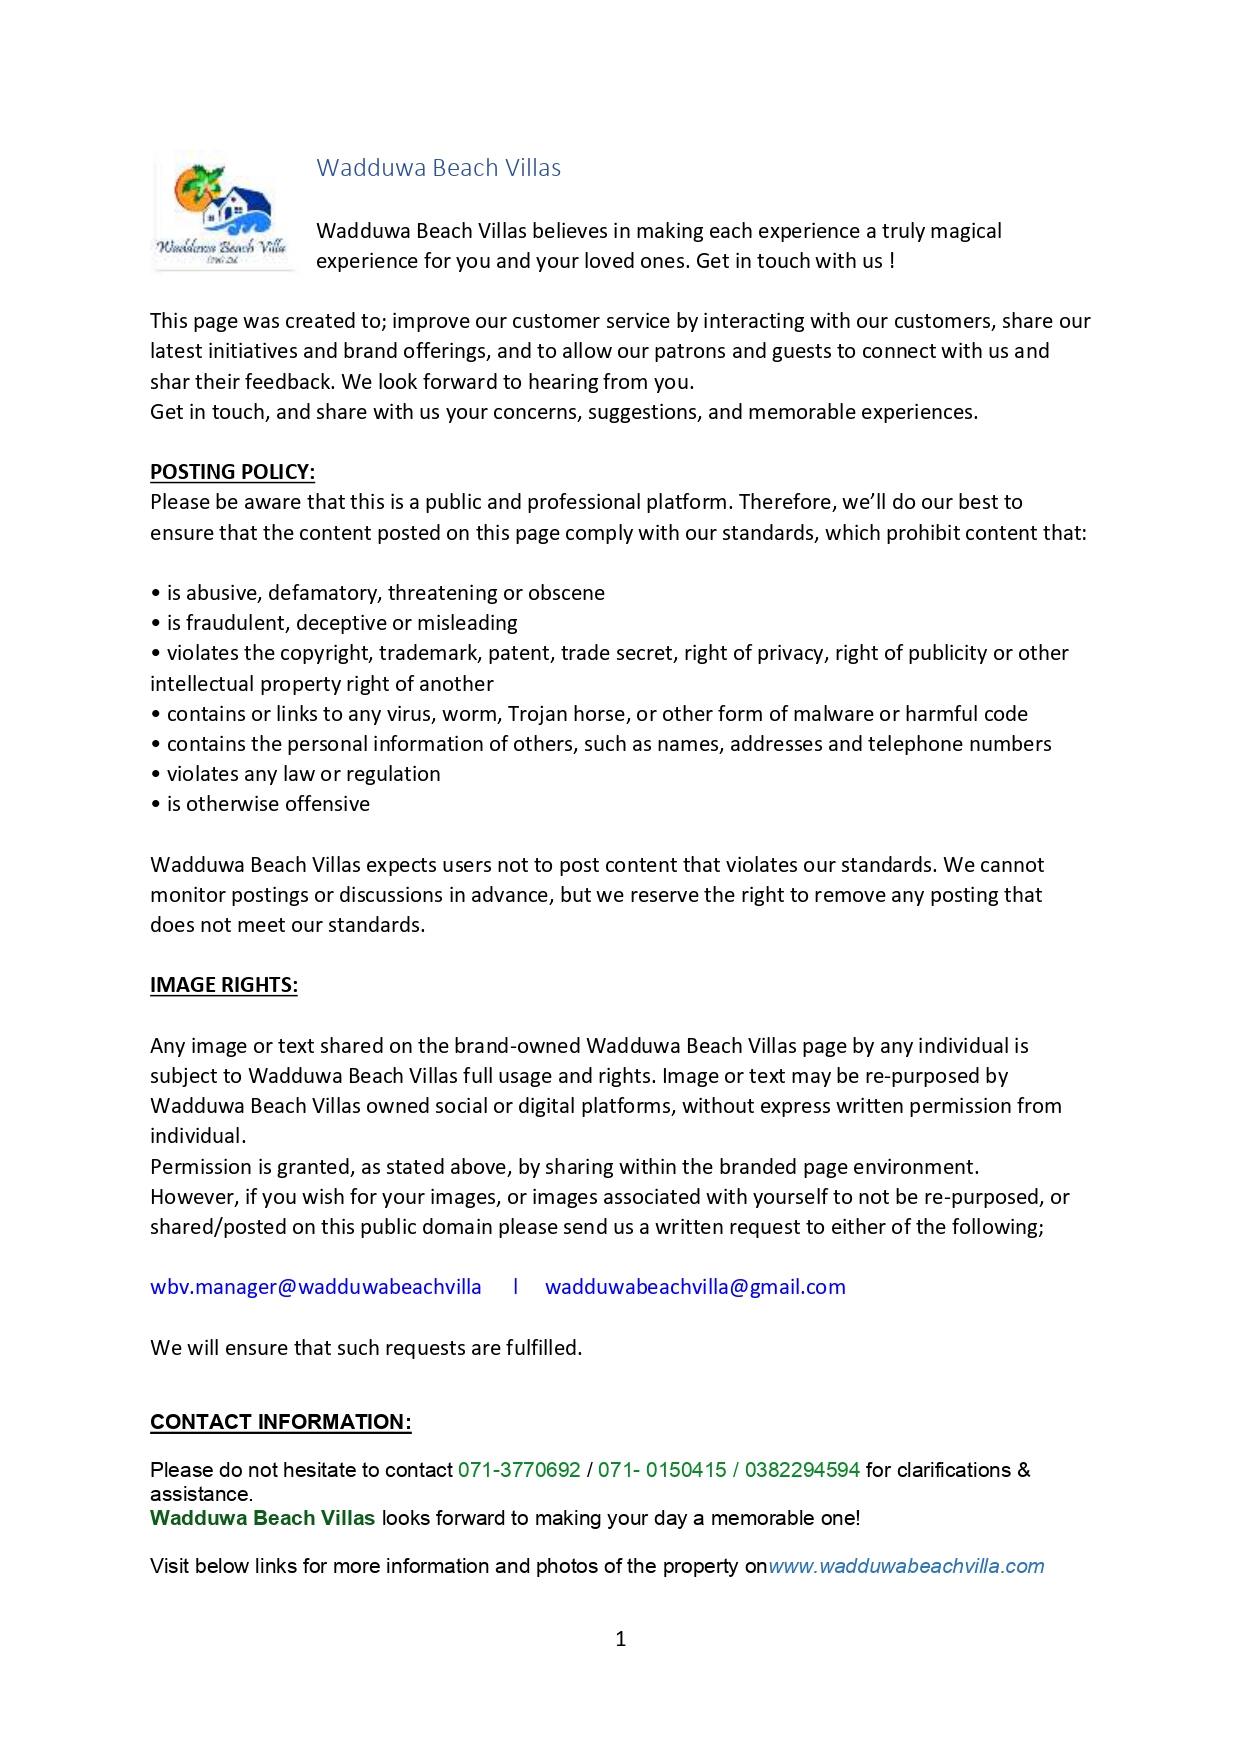 Wadduwa Beach Villas
Wadduwa Beach Villa
Wadduwa Beach Villas believes in making each experience a truly magical
experience for you and your loved ones. Get in touch with us !
This page was created to; improve our customer service by interacting with our customers, share our
latest initiatives and brand offerings, and to allow our patrons and guests to connect with us and
shar their feedback. We look forward to hearing from you.
Get in touch, and share with us your concerns, suggestions, and memorable experiences.
POSTING POLICY:
Please be aware that this is a public and professional platform. Therefore, we’ll do our best to
ensure that the content posted on this page comply with our standards, which prohibit content that:
• is abusive, defamatory, threatening or obscene
• is fraudulent, deceptive or misleading
• violates the copyright, trademark, patent, trade secret, right of privacy, right of publicity or other
intellectual property right of another
• contains or links to any virus, worm, Trojan horse, or other form of malware or harmful code
• contains the personal information of others, such as names, addresses and telephone numbers
• violates any law or regulation
• is otherwise offensive
Wadduwa Beach Villas expects users not to post content that violates our standards. We cannot
monitor postings or discussions in advance, but we reserve the right to remove any posting that
does not meet our standards.
IMAGE RIGHTS:
Any image or text shared on the brand-owned Wadduwa Beach Villas page by any individual is
subject to Wadduwa Beach Villas full usage and rights. Image or text may be re-purposed by
Wadduwa Beach Villas owned social or digital platforms, without express written permission from
individual.
Permission is granted, as stated above, by sharing within the branded page environment.
However, if you wish for your images, or images associated with yourself to not be re-purposed, or
shared/posted on this public domain please send us a written request to either of the following;
wbv.manager@wadduwabeachvilla l wadduwabeachvilla@gmail.com
We will ensure that such requests are fulfilled.
CONTACT INFORMATION:
Please do not hesitate to contact 071-3770692 / 071- 0150415 / 0382294594 for clarifications &
assistance.
Wadduwa Beach Villas looks forward to making your day a memorable one!
Visit below links for more information and photos of the property onwww.wadduwabeachvilla.com
1